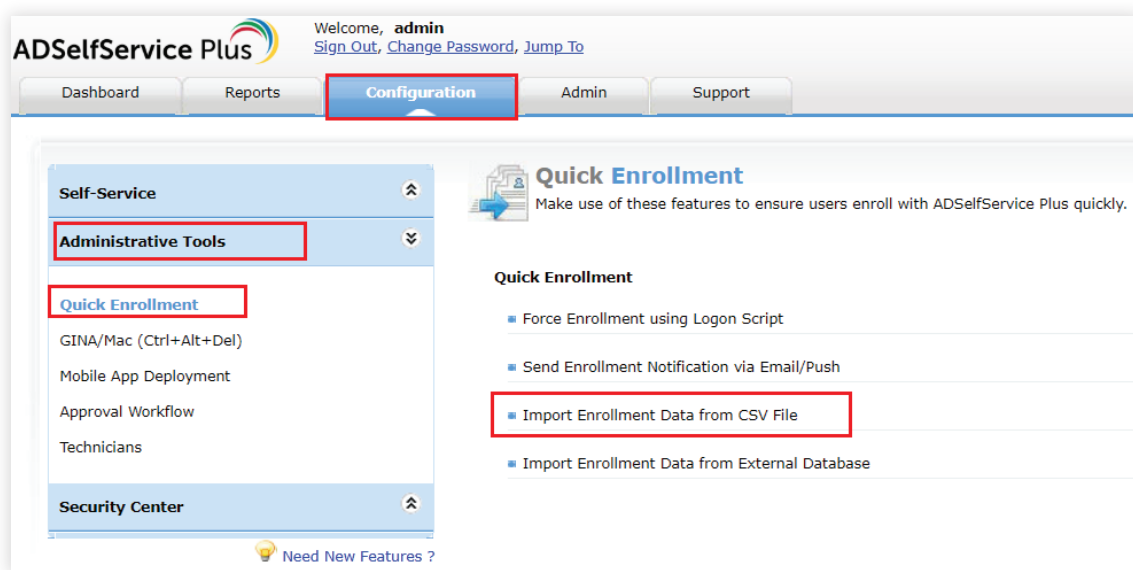 ADSelfService Plus
Welcome, admin
Sign Out, Change Password, Jump To
Dashboard Reports Configuration Admin Support
Self-Service
Administrative Tools
Quick Enrollment
GINA/Mac (Ctrl+Alt+Del)
Mobile App Deployment
Approval Workflow
Technicians
Security Center
Need New Features ?
Quick Enrollment
Make use of these features to ensure users enroll with ADSelfService Plus quickly.
Quick Enrollment
Force Enrollment using Logon Script
Send Enrollment Notification via Email/Push
Import Enrollment Data from CSV File
Import Enrollment Data from External Database